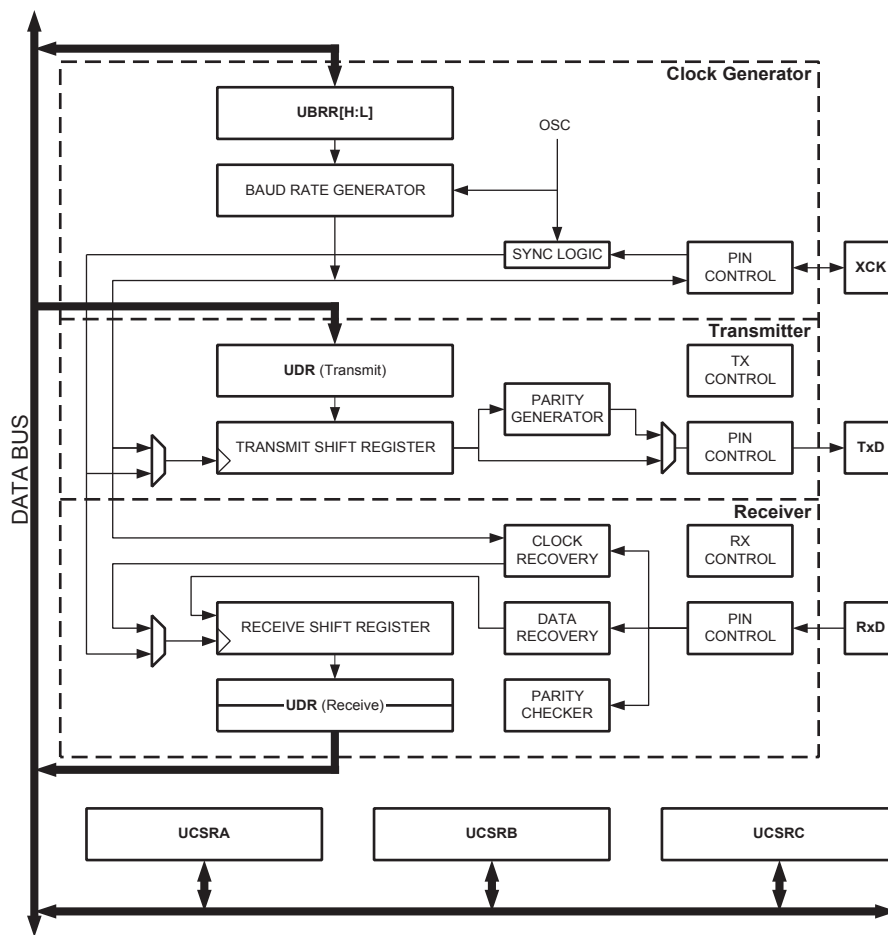 Clock Generator
UBRR[H:L]
OSC
BAUD RATE GENERATOR
SYNC LOGIC
PIN
CONTROL
XCK
Transmitter
UDR (Transmit)
TX
CONTROL
PARITY
GENERATOR
TRANSMIT SHIFT REGISTER
PIN
CONTROL
TxD
DATA BUS
Receiver
CLOCK
RECOVERY
RX
CONTROL
RECEIVE SHIFT REGISTER
DATA
RECOVERY
PIN
CONTROL
RxD
UDR (Receive)
PARITY
CHECKER
UCSRA
UCSRB
UCSRC